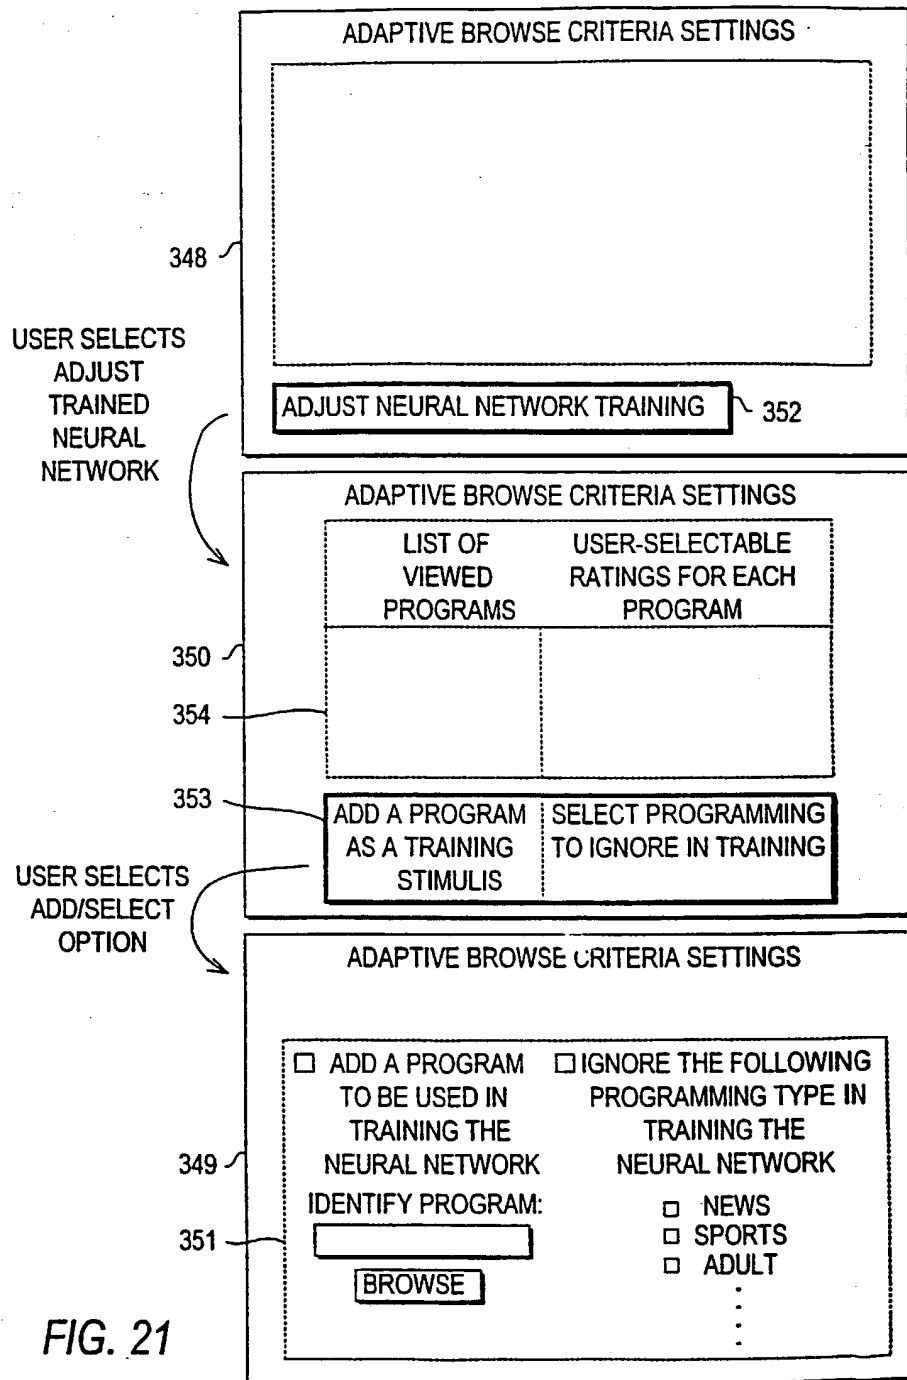 ADAPTIVE BROWSE CRITERIA SETTINGS
348
USER SELECTS
ADJUST
TRAINED
NEURAL
NETWORK
ADJUST NEURAL NETWORK TRAINING
352
ADAPTIVE BROWSE CRITERIA SETTINGS
LIST OF
VIEWED
PROGRAMS
USER-SELECTABLE
RATINGS FOR EACH
PROGRAM
350
354
353
ADD A PROGRAM
AS A TRAINING
STIMULIS
SELECT PROGRAMMING
TO IGNORE IN TRAINING
USER SELECTS
ADD/SELECT
OPTION
ADAPTIVE BROWSE CRITERIA SETTINGS
ADD A PROGRAM
TO BE USED IN
TRAINING THE
NEURAL NETWORK
IDENTIFY PROGRAM:
BROWSE
IGNORE THE FOLLOWING
PROGRAMMING TYPE IN
TRAINING THE
NEURAL NETWORK
NEWS
SPORTS
ADULT
349
351
FIG. 21